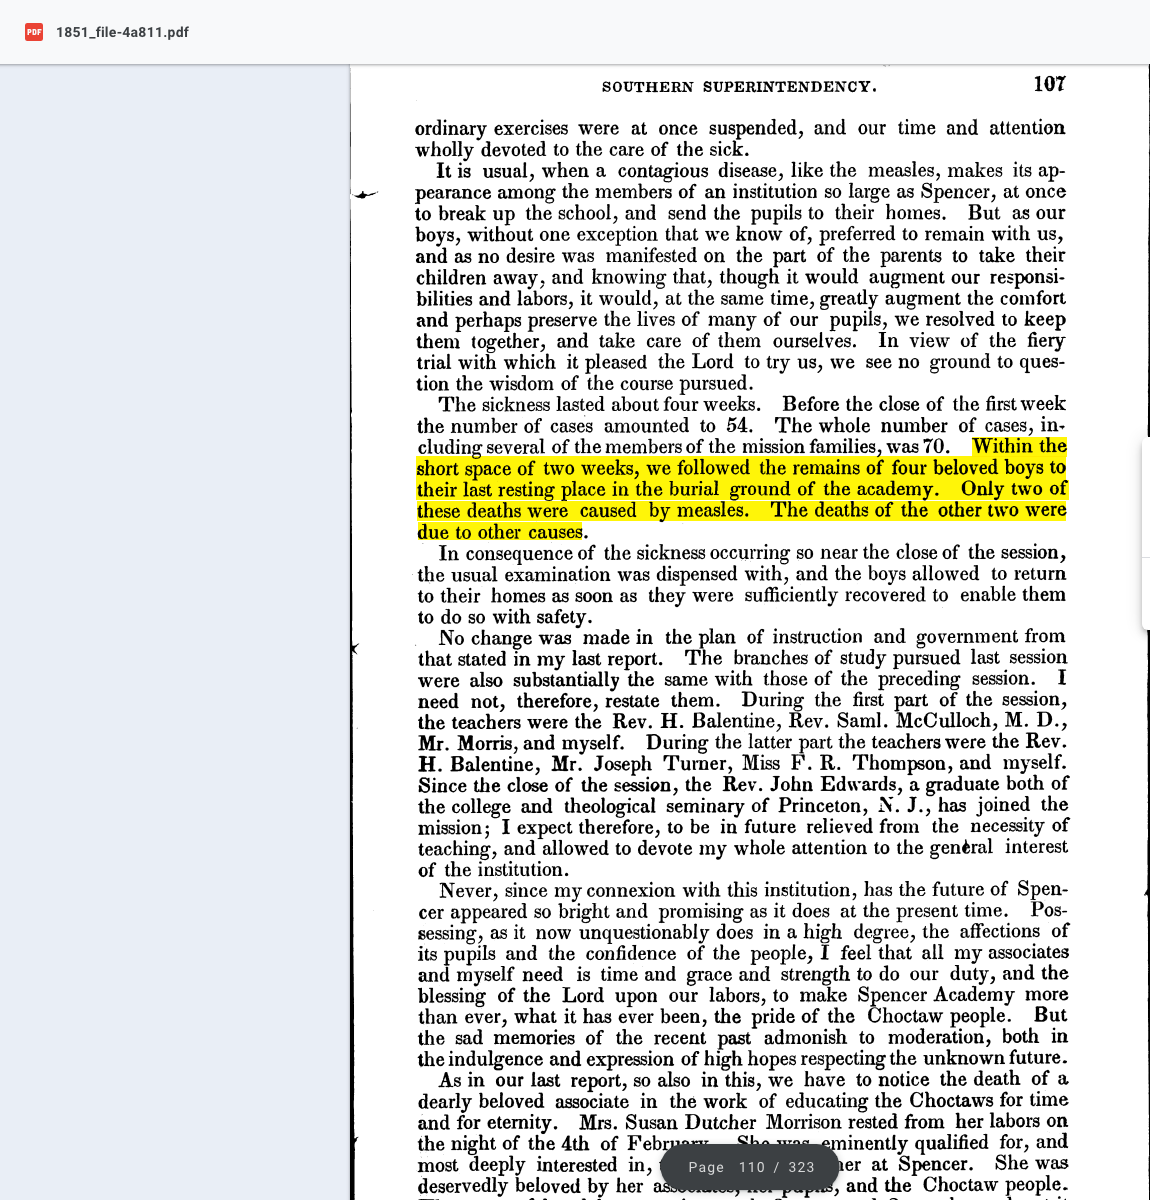 1851_file-4a811.pdf
SOUTHERN SUPERINTENDENCY. 107
ordinary exercises were at once suspended, and our time and attention
wholly devoted to the care of the sick.
It is usual, when a contagious disease, like the measles, makes its ap-
pearance among the members of an institution so large as Spencer, at once
to break up the school, and send the pupils to their homes. But as our
boys, without one exception that we know of, preferred to remain with us,
and as no desire was manifested on the part of the parents to take their
children away, and knowing that, though it would augment our responsi-
bilities and labors, it would, at the same time, greatly augment the comfort
and perhaps preserve the lives of many of our pupils, we resolved to keep
them together, and take care of them ourselves. In view of the fiery
trial with which it pleased the Lord to try us, we see no ground to ques-
tion the wisdom of the course pursued.
The sickness lasted about four weeks. Before the close of the first week
the number of cases amounted to 54. The whole number of cases, in-
cluding several of the members of the mission families, was 70. Within the
short space of two weeks, we followed the remains of four beloved boys to
their last resting place in the burial ground of the academy. Only two of
these deaths were caused by measles. The deaths of the other two were
due to other causes.
In consequence of the sickness occurring so near the close of the session,
the usual examination was dispensed with, and the boys allowed to return
to their homes as soon as they were sufficiently recovered to enable them
to do so with safety.
No change was made in the plan of instruction and government from
that stated in my last report. The branches of study pursued last session
were also substantially the same with those of the preceding session. I
need not, therefore, restate them. During the first part of the session,
the teachers were the Rev. H. Balentine, Rev. Saml. McCulloch, M. D.,
Mr. Morris, and myself. During the latter part the teachers were the Rev.
H. Balentine, Mr. Joseph Turner, Miss F. R. Thompson, and myself.
Since the close of the session, the Rev. John Edwards, a graduate both of
the college and theological seminary of Princeton, N. J., has joined the
mission; I expect therefore, to be in future relieved from the necessity of
teaching, and allowed to devote my whole attention to the general interest
of the institution.
Never, since my connexion with this institution, has the future of Spen-
cer appeared so bright and promising as it does at the present time. Pos-
sessing, as it now unquestionably does in a high degree, the affections of
its pupils and the confidence of the people, I feel that all my associates
and myself need is time and grace and strength to do our duty, and the
blessing of the Lord upon our labors, to make Spencer Academy more
than ever, what it has ever been, the pride of the Choctaw people. But
the sad memories of the recent past admonish to moderation, both in
the indulgence and expression of high hopes respecting the unknown future.
As in our last report, so also in this, we have to notice the death of a
dearly beloved associate in the work of educating the Choctaws for time
and for eternity. Mrs. Susan Dutcher Morrison rested from her labors on
the night of the 4th of February. She was eminently qualified for, and
most deeply interested in, her at Spencer. She was
deservedly beloved by her associates, her pupils, and the Choctaw people.
Page 110 / 323